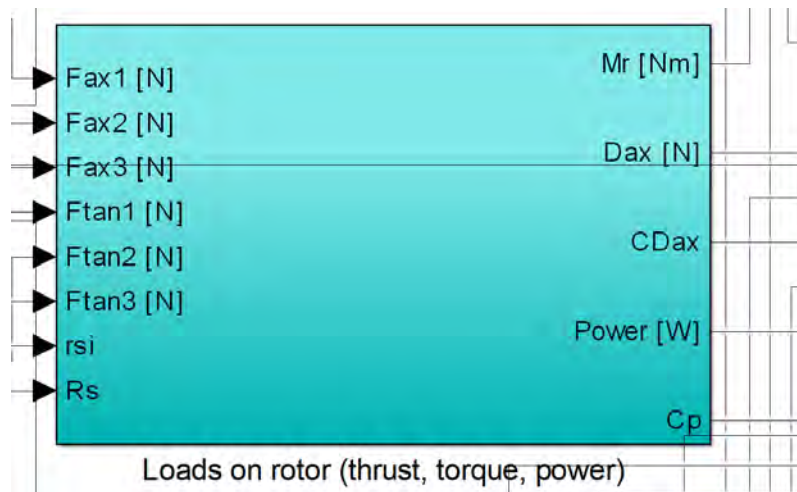 Fax1 [N]
Fax2 [N]
Fax3 [N]
Ftan1 [N]
Ftan2 [N]
Ftan3 [N]
rsi
Rs
Mr [Nm]
Dax [N]
CDax
Power [W]
Cp
Loads on rotor (thrust, torque, power)